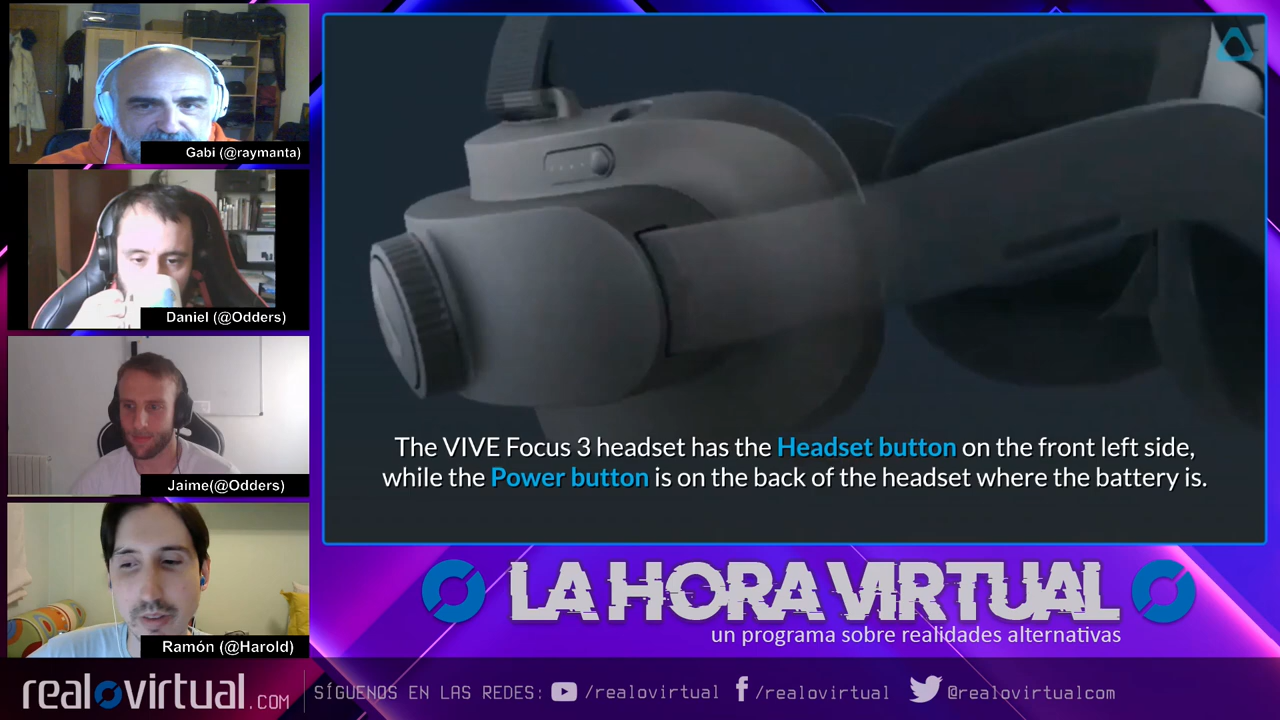 Gabi (@raymanta)
Daniel (@Odders)
Jaime(@Odders)
Ramón (@Harold)
The VIVE Focus 3 headset has the Headset button on the front left side,
while the Power button is on the back of the headset where the battery is.
LA HORA VIRTUAL
un programa sobre realidades alternativas
realovirtual.COM
SÍGUENOS EN LAS REDES: /realovirtual /realovirtual @realovirtualcom